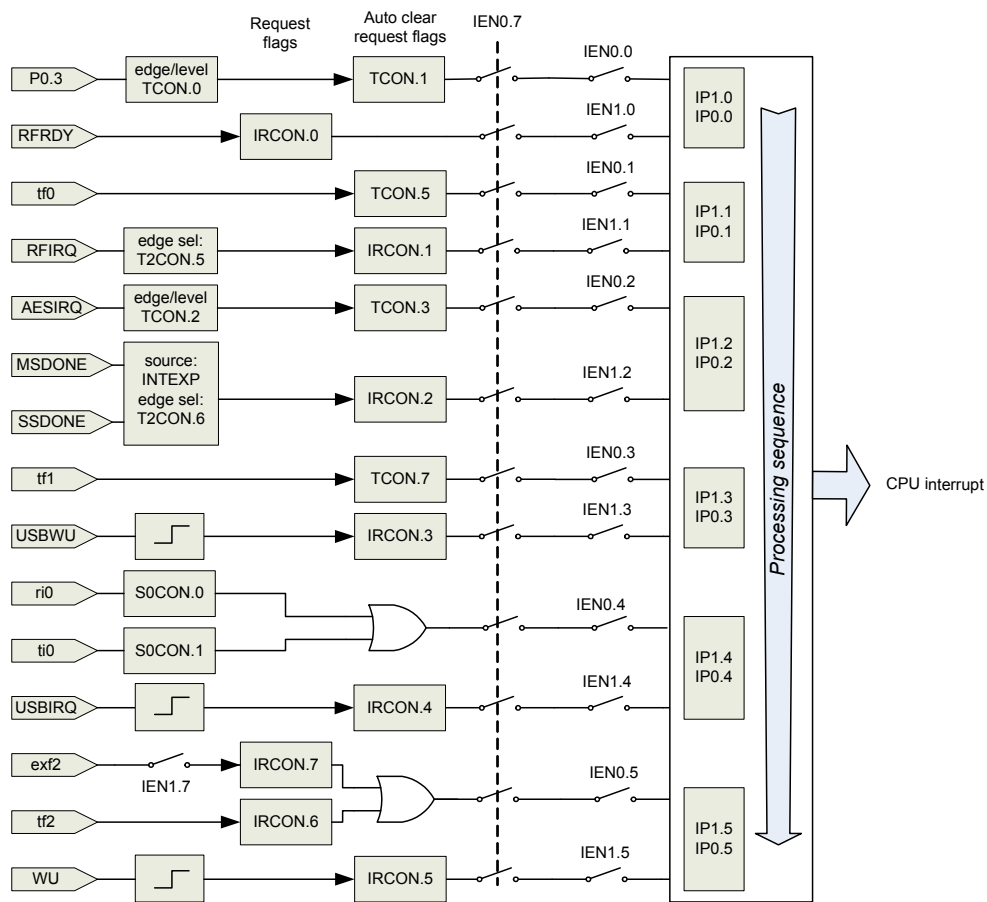 Request
flags
Auto clear
request flags
IEN0.7
P0.3
edge/level
TCON.0
TCON.1
IEN0.0
IP1.0
IP0.0
RFRDY
IRCON.0
IEN1.0
tf0
TCON.5
IEN0.1
IP1.1
IP0.1
RFIRQ
edge sel:
T2CON.5
IRCON.1
IEN1.1
AESIRQ
edge/level
TCON.2
TCON.3
IEN0.2
IP1.2
IP0.2
MSDONE
SSDONE
source:
INTEXP
edge sel:
T2CON.6
IRCON.2
IEN1.2
tf1
TCON.7
IEN0.3
IP1.3
IP0.3
USBWU
IRCON.3
IEN1.3
Processing sequence
CPU interrupt
ri0
S0CON.0
IEN0.4
ti0
S0CON.1
IP1.4
IP0.4
USBIRQ
IRCON.4
IEN1.4
exf2
IEN1.7
IRCON.7
IEN0.5
tf2
IRCON.6
IP1.5
IP0.5
WU
IRCON.5
IEN1.5